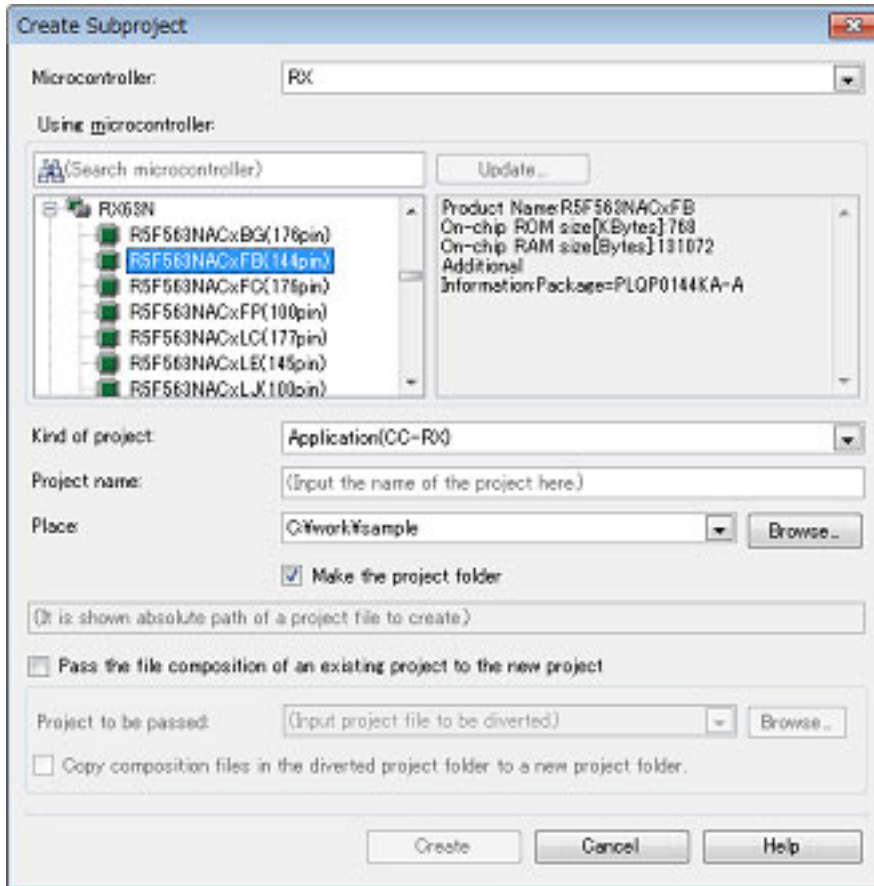 Create Subproject
Microcontroller:
RX
Using microcontroller:
(Search microcontroller)
Update...
RX63N
R5F563NACxBG(176pin)
R5F563NACxFB(144pin)
R5F563NACxFC(176pin)
R5F563NACxFP(100pin)
R5F563NACxLC(177pin)
R5F563NACxLE(145pin)
R5F563NACxLJ(100pin)
Product Name:R5F563NACxFB
On-chip ROM size[KBytes]:768
On-chip RAM size[Bytes]:131072
Additional
Information:Package=PLQP0144KA-A
Kind of project:
Application(CC-RX)
Project name:
(Input the name of the project here.)
Place:
C:¥work¥sample
Browse...
Make the project folder
(It is shown absolute path of a project file to create.)
Pass the file composition of an existing project to the new project
Project to be passed:
(Input project file to be diverted.)
Browse...
Copy composition files in the diverted project folder to a new project folder.
Create
Cancel
Help